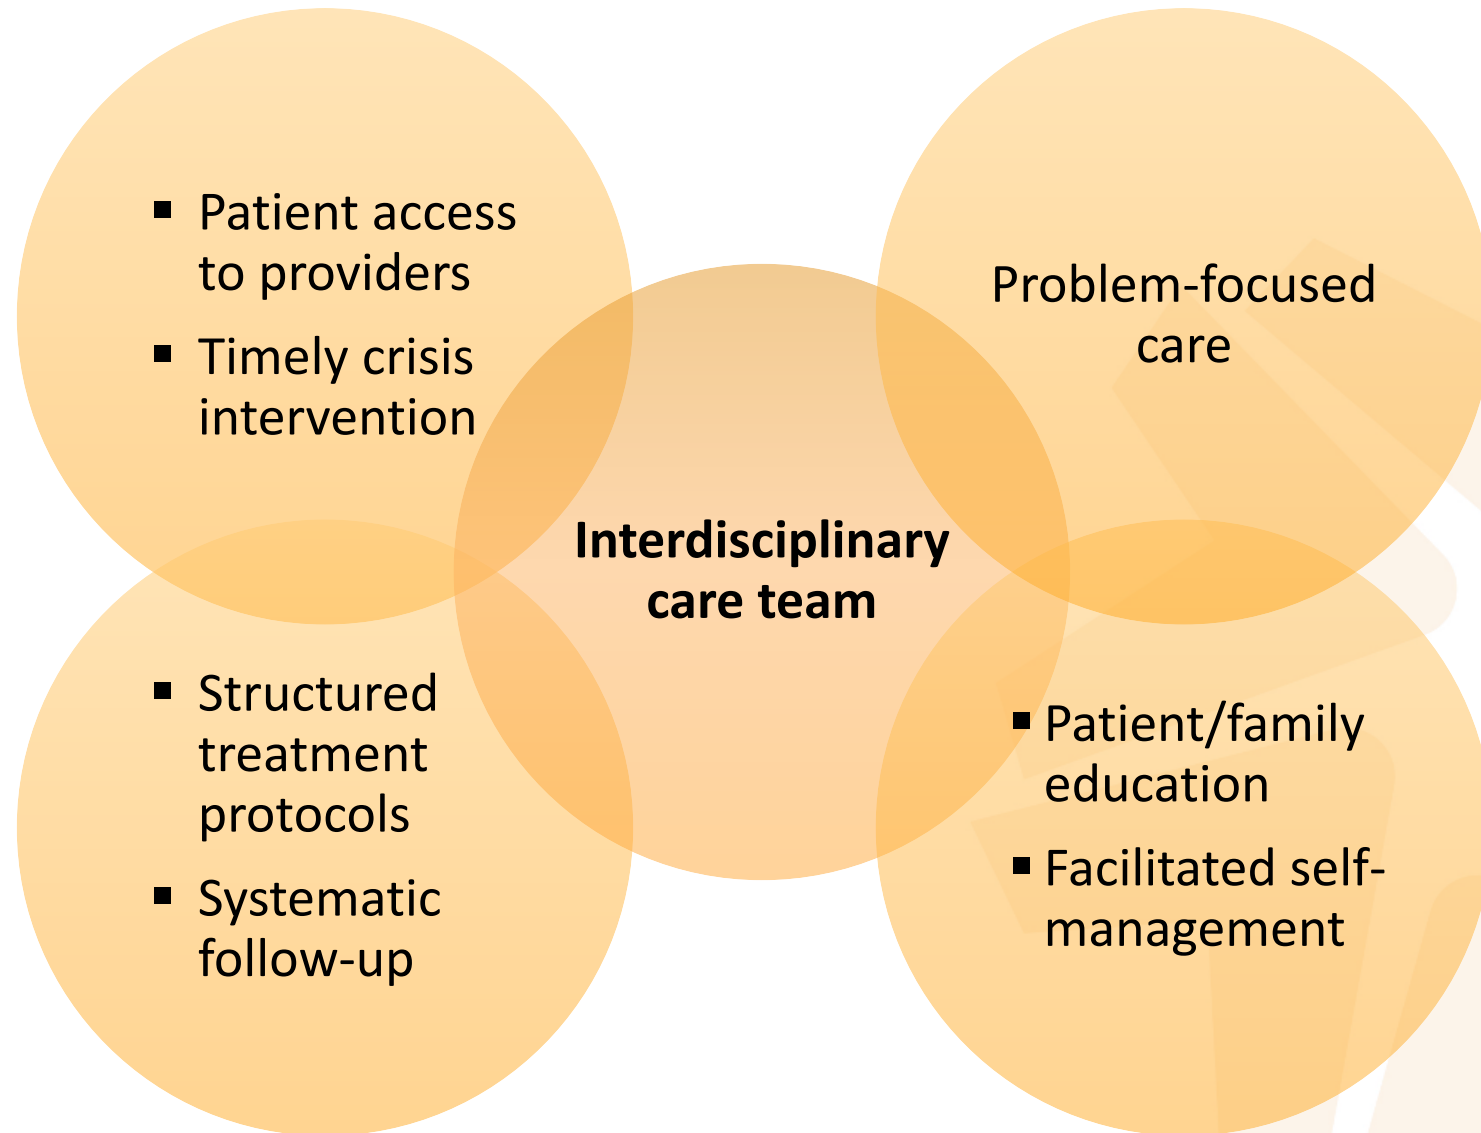 ▪ Patient access
to providers
▪ Timely crisis
intervention
Problem-focused
care
Interdisciplinary
care team
▪ Structured
treatment
protocols
▪ Systematic
follow-up
▪ Patient/family
education
▪ Facilitated self-
management